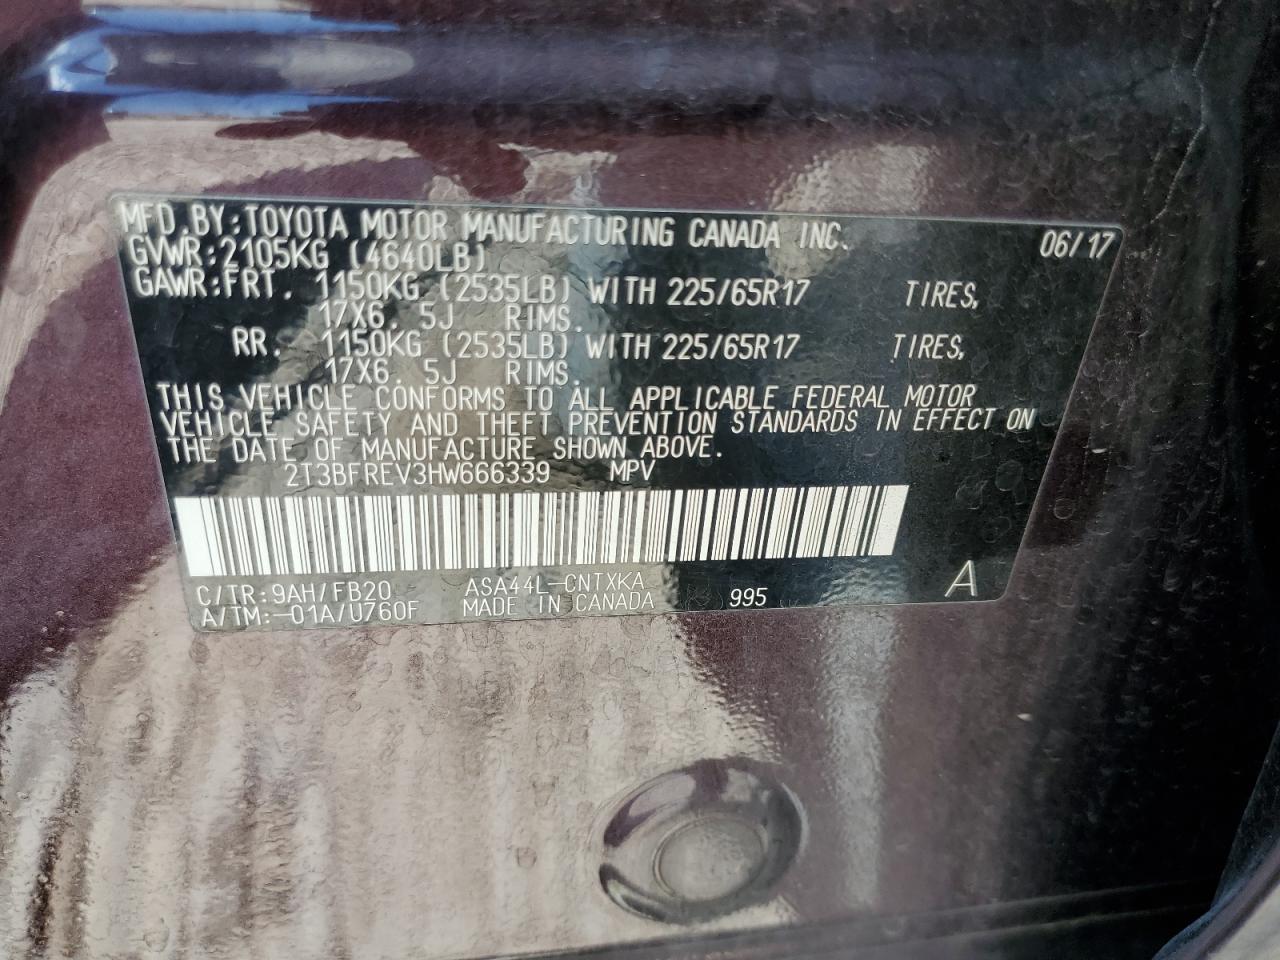 MFD.BY:TOYOTA MOTOR MANUFACTURING CANADA INC. 06/17
GVWR:2105KG (4640LB)
GAWR:FRT. 1150KG (2535LB) WITH 225/65R17 TIRES,
17X6. 5J RIMS.
RR. 1150KG (2535LB) WITH 225/65R17 TIRES,
17X6. 5J RIMS.
THIS VEHICLE CONFORMS TO ALL APPLICABLE FEDERAL MOTOR
VEHICLE SAFETY AND THEFT PREVENTION STANDARDS IN EFFECT ON
THE DATE OF MANUFACTURE SHOWN ABOVE.
2T3BFREV3HW666339 MPV
C/TR:9AH/FB20 ASA44L-CNTXKA
A/TM:-01A/U760F MADE IN CANADA 995 A